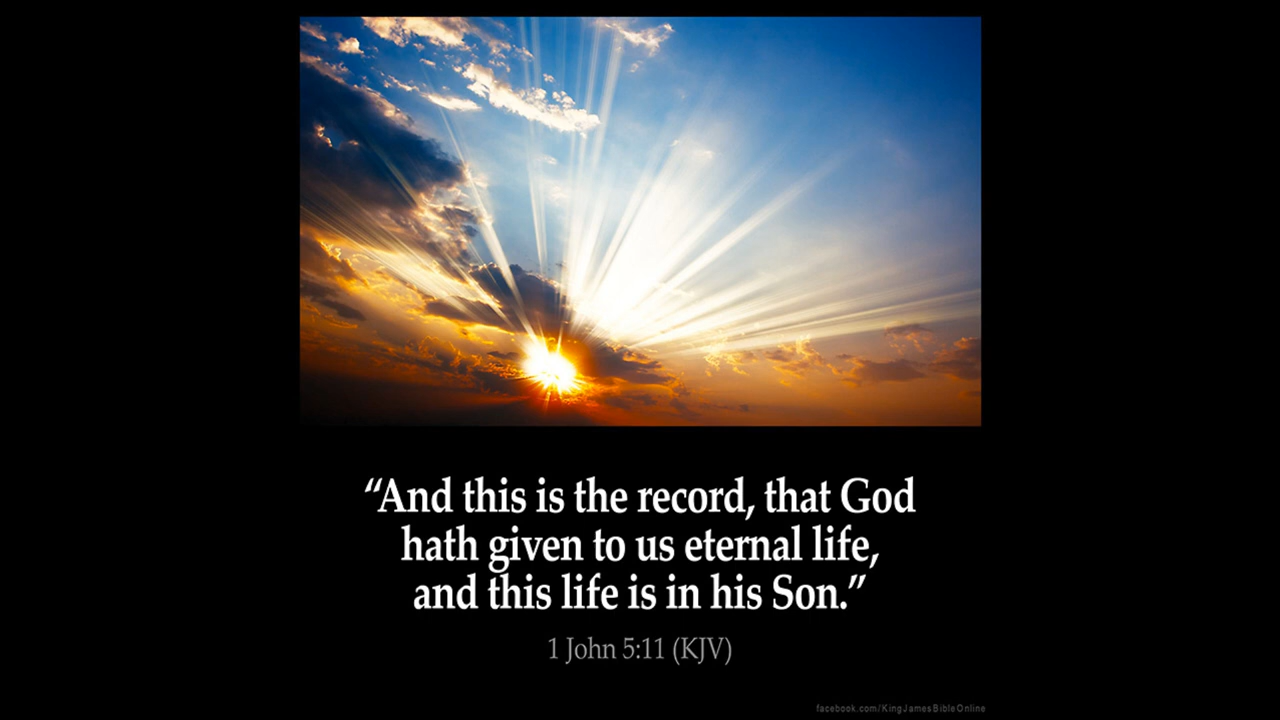 “And this is the record, that God
hath given to us eternal life,
and this life is in his Son.”
1 John 5:11 (KJV)
facebook.com/KingJamesBibleOnline